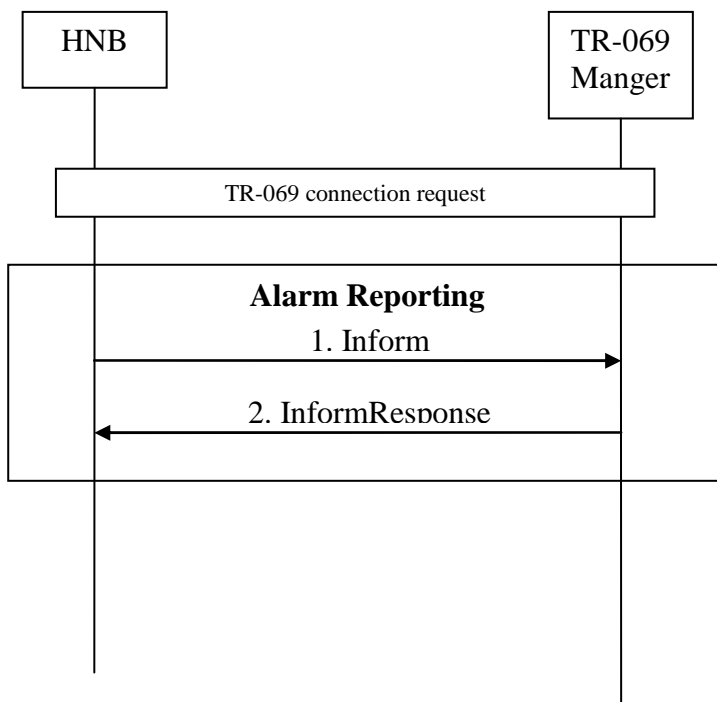 HNB
TR-069
Manger
TR-069 connection request
Alarm Reporting
1. Inform
2. InformResponse